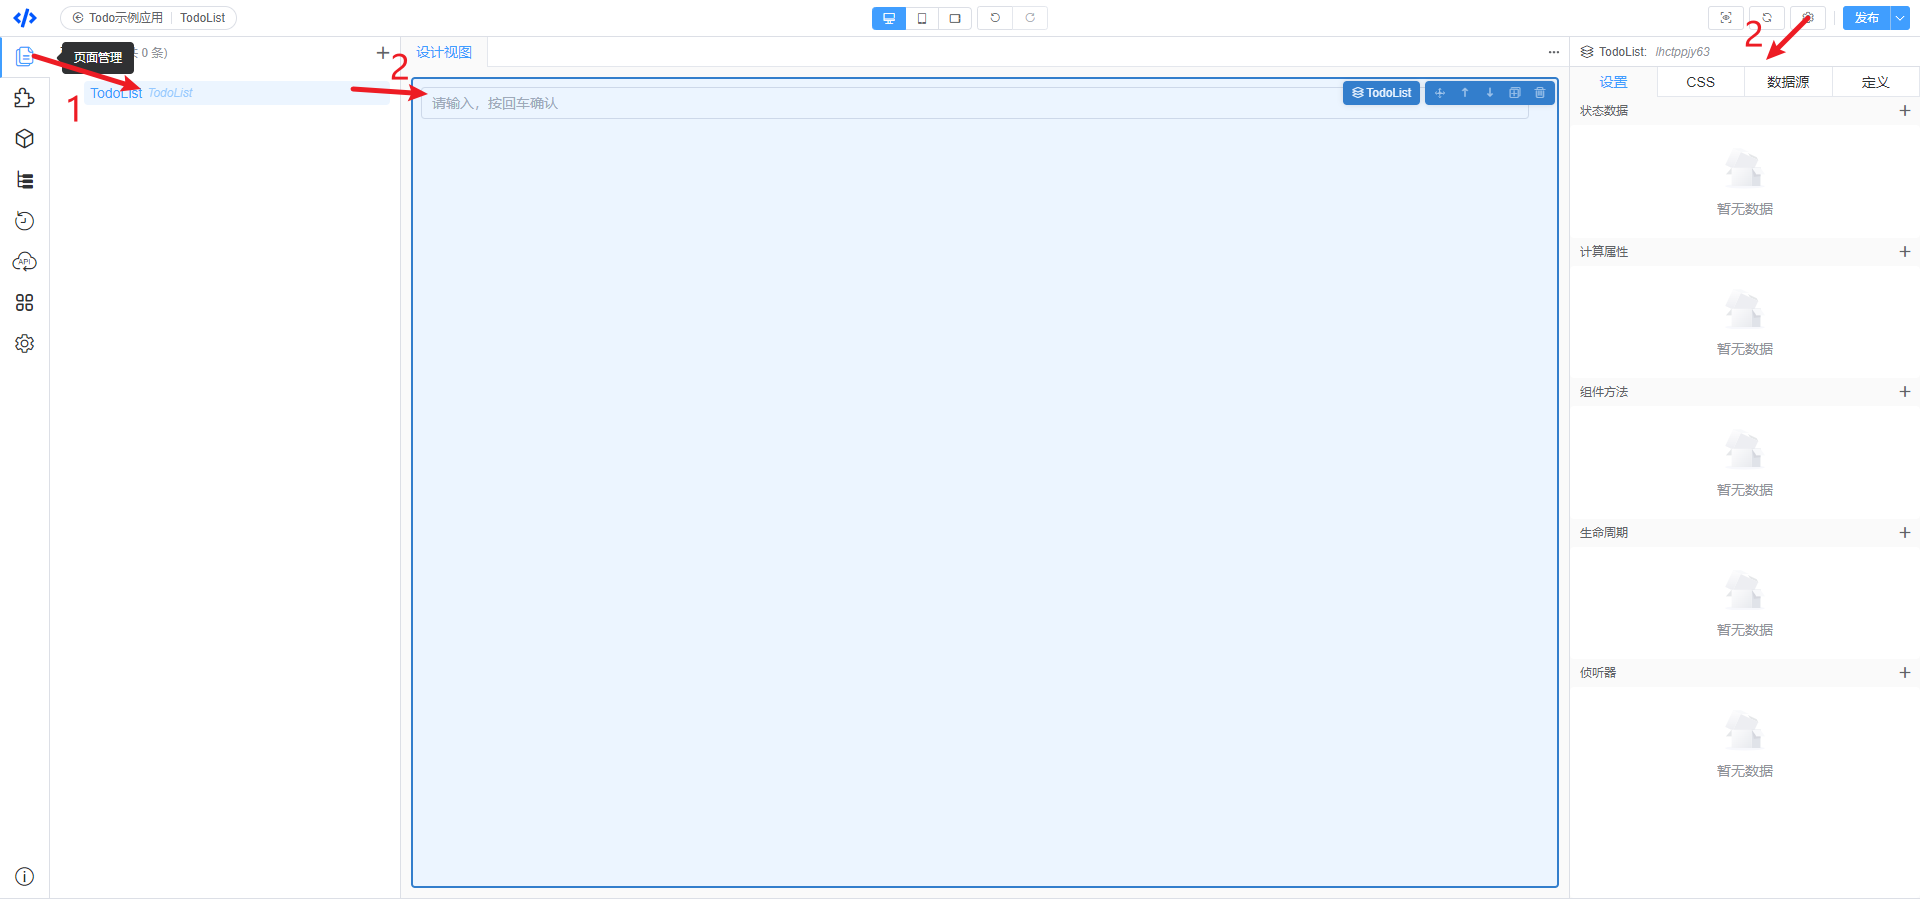 Todo示例应用
TodoList
发布
页面管理
0 条)
设计视图
TodoList:
lhctppjy63
1
2
2
TodoList
TodoList
请输入，按回车确认
TodoList
设置
CSS
数据源
定义
状态数据
暂无数据
计算属性
暂无数据
组件方法
暂无数据
生命周期
暂无数据
侦听器
暂无数据
API